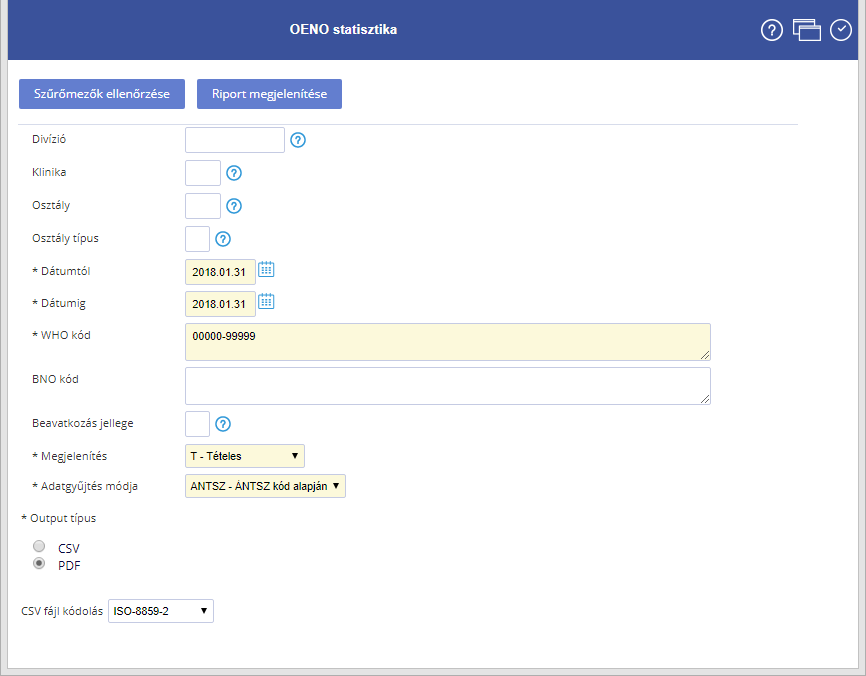 OENO statisztika
Szűrőmezők ellenőrzése Riport megjelenítése
Divízió
Klinika
Osztály
Osztály típus
* Dátumtól 2018.01.31
* Dátumig 2018.01.31
* WHO kód 00000-99999
BNO kód
Beavatkozás jellege
* Megjelenítés T - Tételes
* Adatgyűjtés módja ANTSZ - ÁNTSZ kód alapján
* Output típus
CSV
PDF
CSV fájl kódolás ISO-8859-2